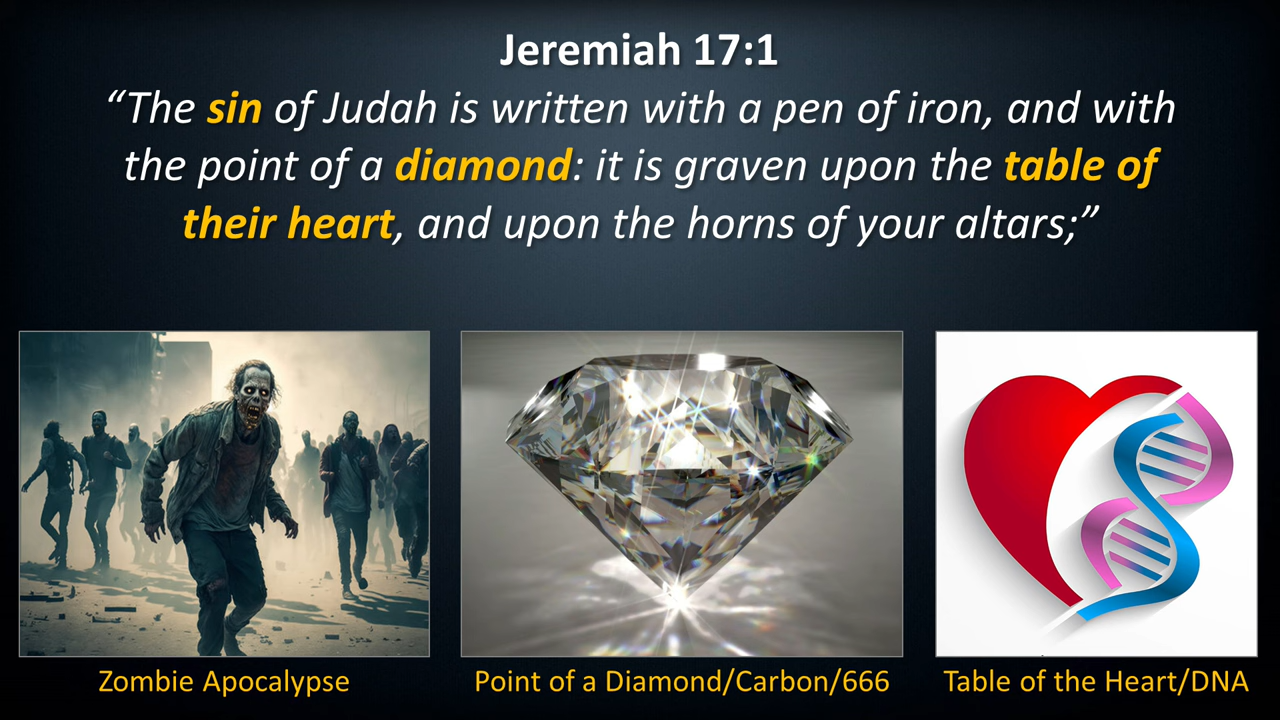 Jeremiah 17:1
“The sin of Judah is written with a pen of iron, and with
the point of a diamond: it is graven upon the table of
their heart, and upon the horns of your altars;”
Zombie Apocalypse
Point of a Diamond/Carbon/666
Table of the Heart/DNA